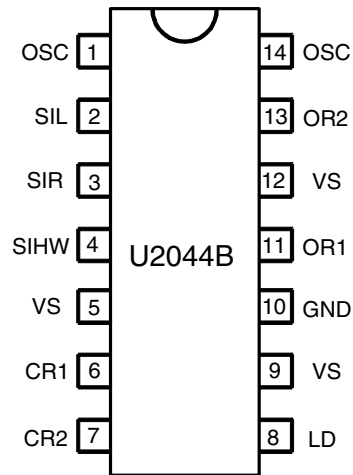 OSC 1 14 OSC
SIL 2 13 OR2
SIR 3 12 VS
SIHW 4 11 OR1
U2044B
VS 5 10 GND
CR1 6 9 VS
CR2 7 8 LD